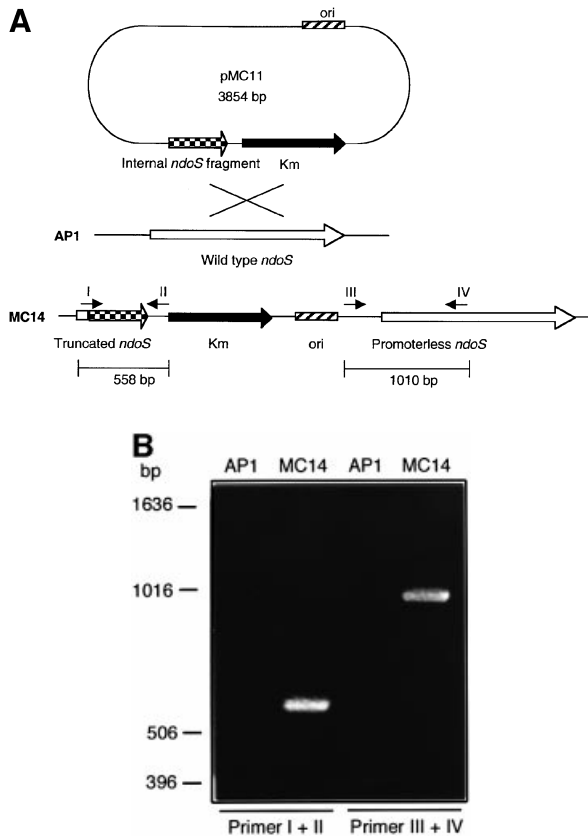 A
ori
pMC11
3854 bp
Internal ndoS fragment Km
AP1
Wild type ndoS
I II III IV
MC14
Truncated ndoS Km ori Promoterless ndoS
558 bp 1010 bp
B
bp AP1 MC14 AP1 MC14
1636
1016
506
396
Primer I + II Primer III + IV